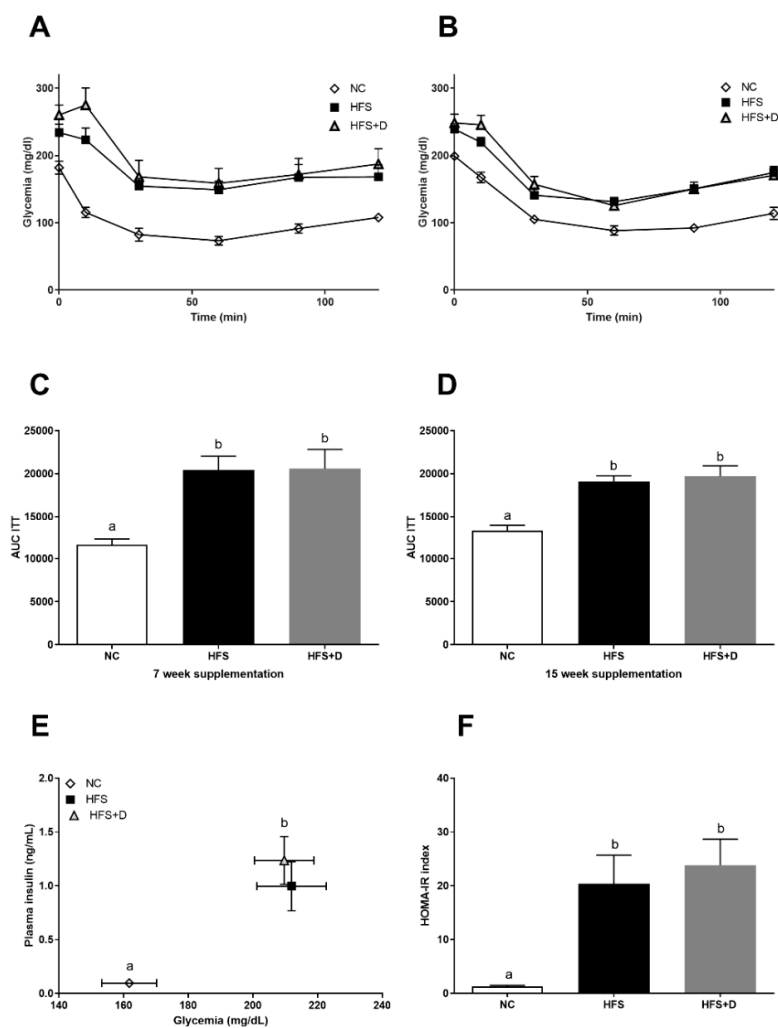 A
B
NC
HFS
HFS+D
NC
HFS
HFS+D
Glycemia (mg/dl)
300
200
100
0
0
50
100
Time (min)
Glycemia (mg/dl)
300
200
100
0
0
50
100
Time (min)
C
D
AUC ITT
25000
20000
15000
10000
5000
0
a
b
b
NC
HFS
HFS+D
7 week supplementation
AUC ITT
25000
20000
15000
10000
5000
0
a
b
b
NC
HFS
HFS+D
15 week supplementation
E
F
NC
HFS
HFS+D
Plasma insulin (ng/mL)
2.0
1.5
1.0
0.5
0.0
a
b
140
160
180
200
220
240
Glycemia (mg/dL)
HOMA-IR index
40
30
20
10
0
a
b
b
NC
HFS
HFS+D